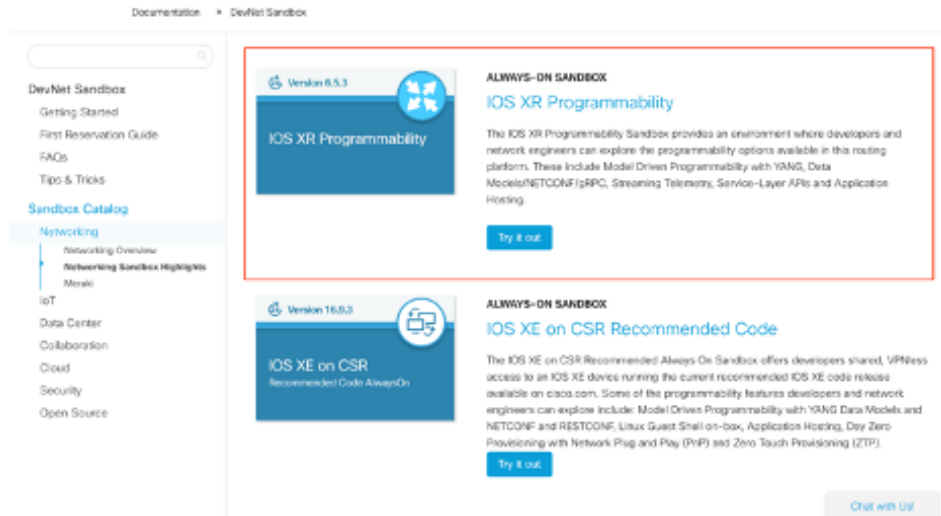 Documentation > DevNet Sandbox
DevNet Sandbox
Getting Started
First Reservation Guide
FAQs
Tips & Tricks
Sandbox Catalog
Networking
Networking Overview
Networking Sandbox Highlights
Meraki
IoT
Data Center
Collaboration
Cloud
Security
Open Source
Version 6.5.3
IOS XR Programmability
ALWAYS-ON SANDBOX
IOS XR Programmability
The IOS XR Programmability Sandbox provides an environment where developers and
network engineers can explore the programmability options available in this routing
platform. These include Model Driven Programmability with YANG, Data
Models/NETCONF/gRPC, Streaming Telemetry, Service-Layer APIs and Application
Hosting.
Try it out
Version 16.9.3
IOS XE on CSR
Recommended Code AlwaysOn
ALWAYS-ON SANDBOX
IOS XE on CSR Recommended Code
The IOS XE on CSR Recommended Always On Sandbox offers developers shared, VPNless
access to an IOS XE device running the current recommended IOS XE code release
available on cisco.com. Some of the programmability features developers and network
engineers can explore include: Model Driven Programmability with YANG Data Models and
NETCONF and RESTCONF, Linux Guest Shell on-box, Application Hosting, Day Zero
Provisioning with Network Plug and Play (PnP) and Zero Touch Provisioning (ZTP).
Try it out
Chat with Us!